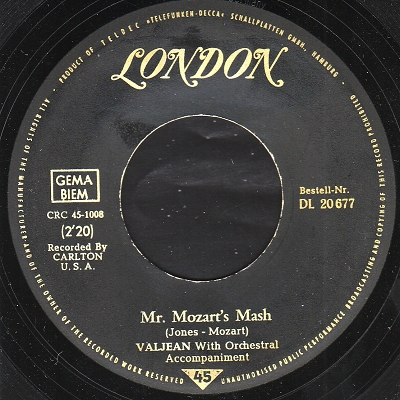 PRODUCT OF TELDEC »TELEFUNKEN-DECCA« SCHALLPLATTEN GMBH., HAMBURG
LONDON
GEMA
BIEM
CRC 45-1008
(2'20)
Recorded By
CARLTON
U. S. A.
Bestell-Nr.
DL 20 677
Mr. Mozart's Mash
(Jones - Mozart)
VALJEAN With Orchestral
Accompaniment
45
ALL RIGHTS OF THE MANUFACTURER AND OF THE OWNER OF THE RECORDED WORK RESERVED
UNAUTHORISED PUBLIC PERFORMANCE BROADCASTING AND COPYING OF THIS RECORD PROHIBITED